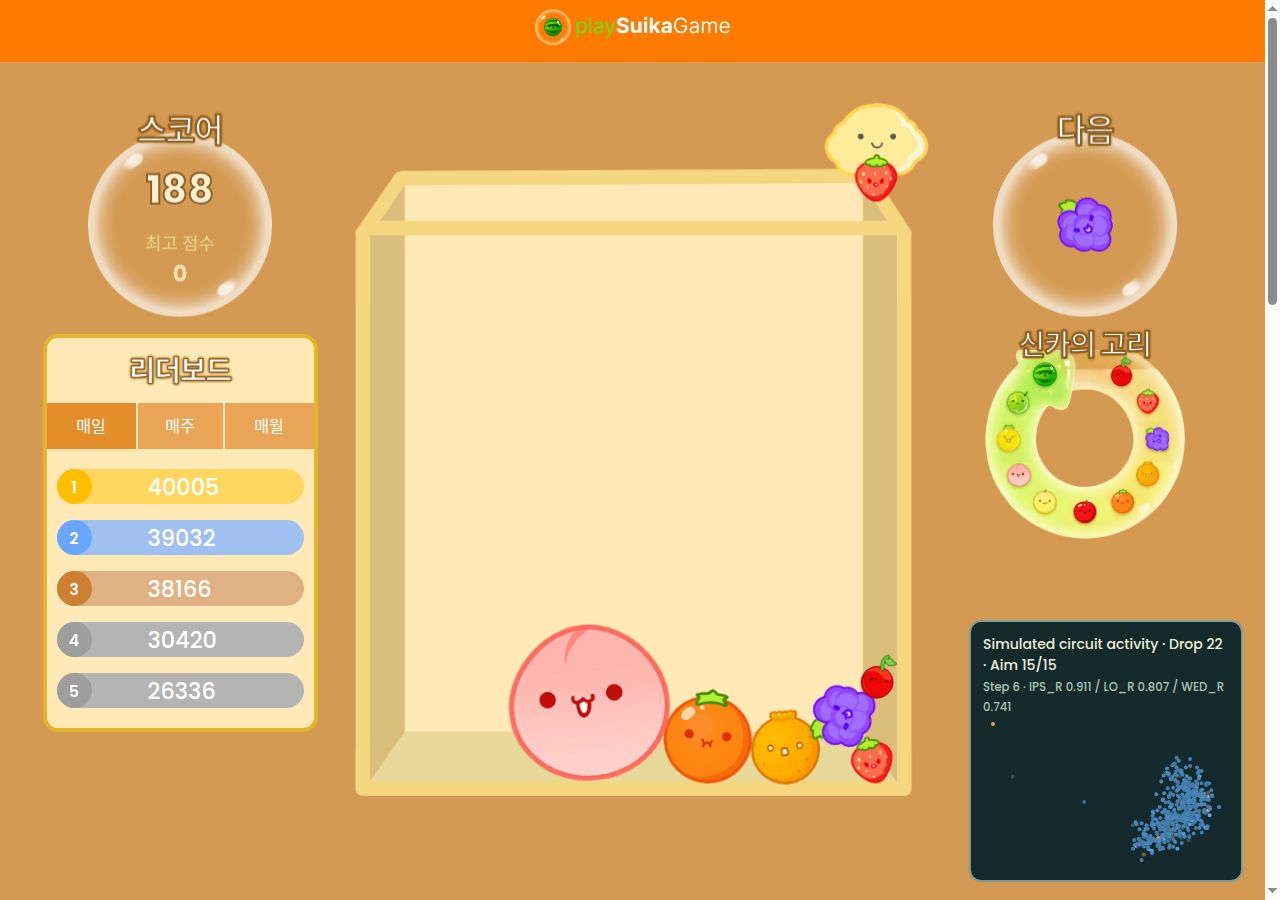 playSuikaGame
스코어
188
최고 점수
0
다음
신카의 고리
리더보드
매일 매주 매월
1 40005
2 39032
3 38166
4 30420
5 26336
Simulated circuit activity · Drop 22
· Aim 15/15
Step 6 · IPS_R 0.911 / LO_R 0.807 / WED_R
0.741